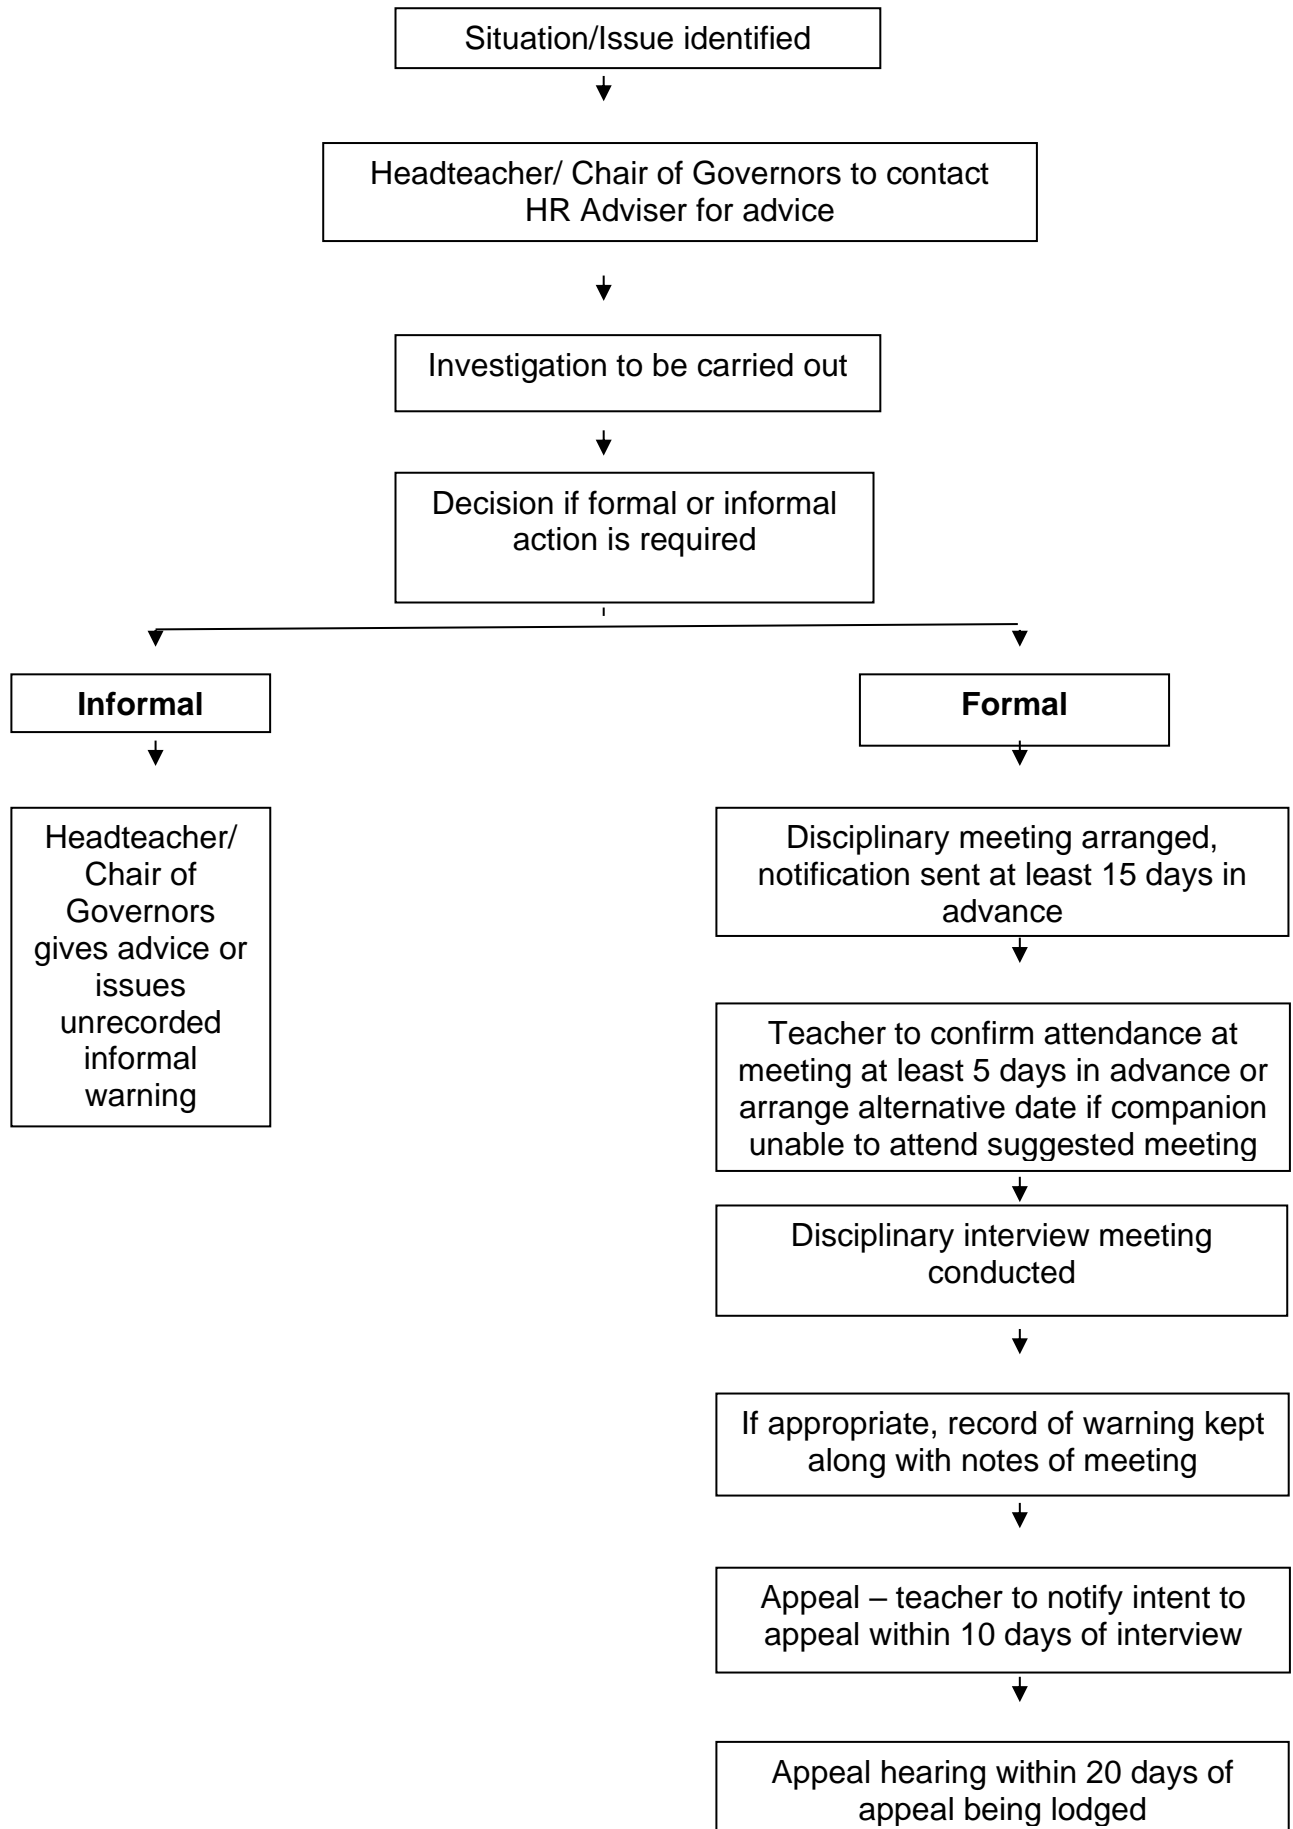 Situation/Issue identified
Headteacher/ Chair of Governors to contact
HR Adviser for advice
Investigation to be carried out
Decision if formal or informal
action is required
Informal
Headteacher/
Chair of
Governors
gives advice or
issues
unrecorded
informal
warning
Formal
Disciplinary meeting arranged,
notification sent at least 15 days in
advance
Teacher to confirm attendance at
meeting at least 5 days in advance or
arrange alternative date if companion
unable to attend suggested meeting
Disciplinary interview meeting
conducted
If appropriate, record of warning kept
along with notes of meeting
Appeal – teacher to notify intent to
appeal within 10 days of interview
Appeal hearing within 20 days of
appeal being lodged